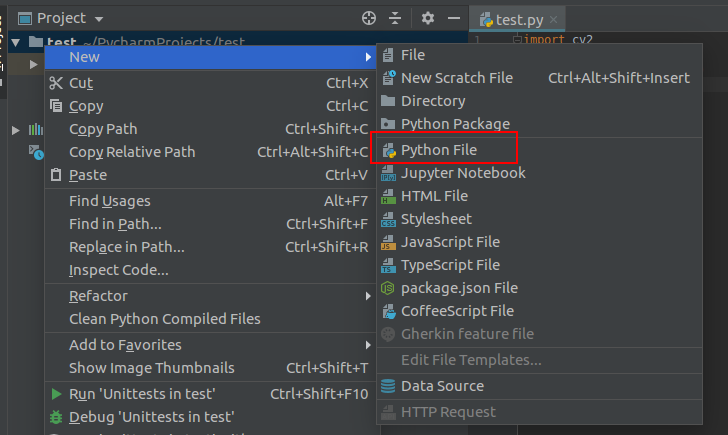 Project
test.py
test ~/PycharmProjects/test
1 import cv2
New
Cut Ctrl+X
Copy Ctrl+C
Copy Path Ctrl+Shift+C
Copy Relative Path Ctrl+Alt+Shift+C
Paste Ctrl+V
Find Usages Alt+F7
Find in Path... Ctrl+Shift+F
Replace in Path... Ctrl+Shift+R
Inspect Code...
Refactor
Clean Python Compiled Files
Add to Favorites
Show Image Thumbnails Ctrl+Shift+T
Run 'Unittests in test' Ctrl+Shift+F10
Debug 'Unittests in test'
File
New Scratch File Ctrl+Alt+Shift+Insert
Directory
Python Package
Python File
Jupyter Notebook
HTML File
Stylesheet
JavaScript File
TypeScript File
package.json File
CoffeeScript File
Gherkin feature file
Edit File Templates...
Data Source
HTTP Request